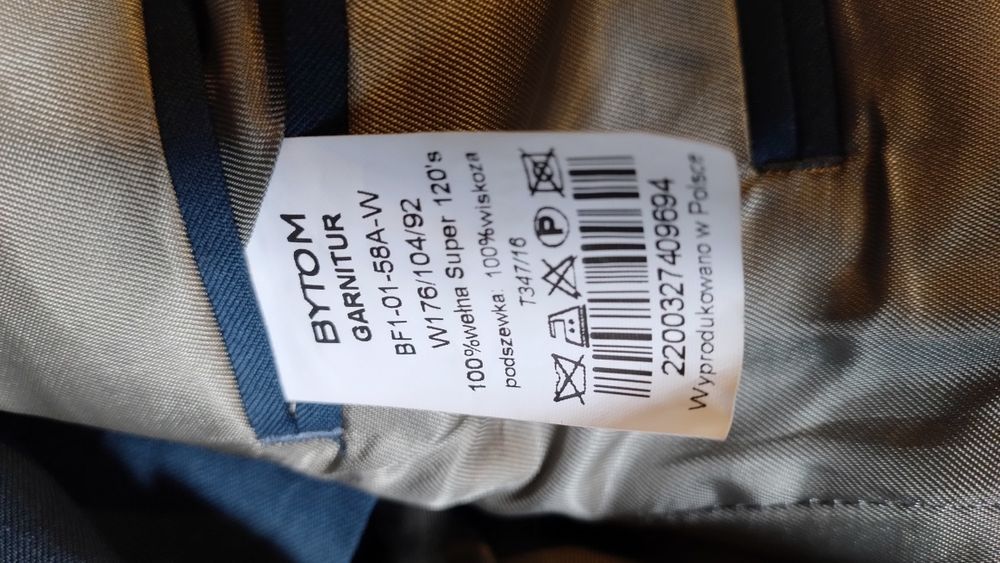 BYTOM
GARNITUR
BF1-01-58A-W
W176/104/92
100%wełna Super 120's
podszewka: 100%wiskoza
T347/16
P
2200327409694
Wyprodukowano w Polsce